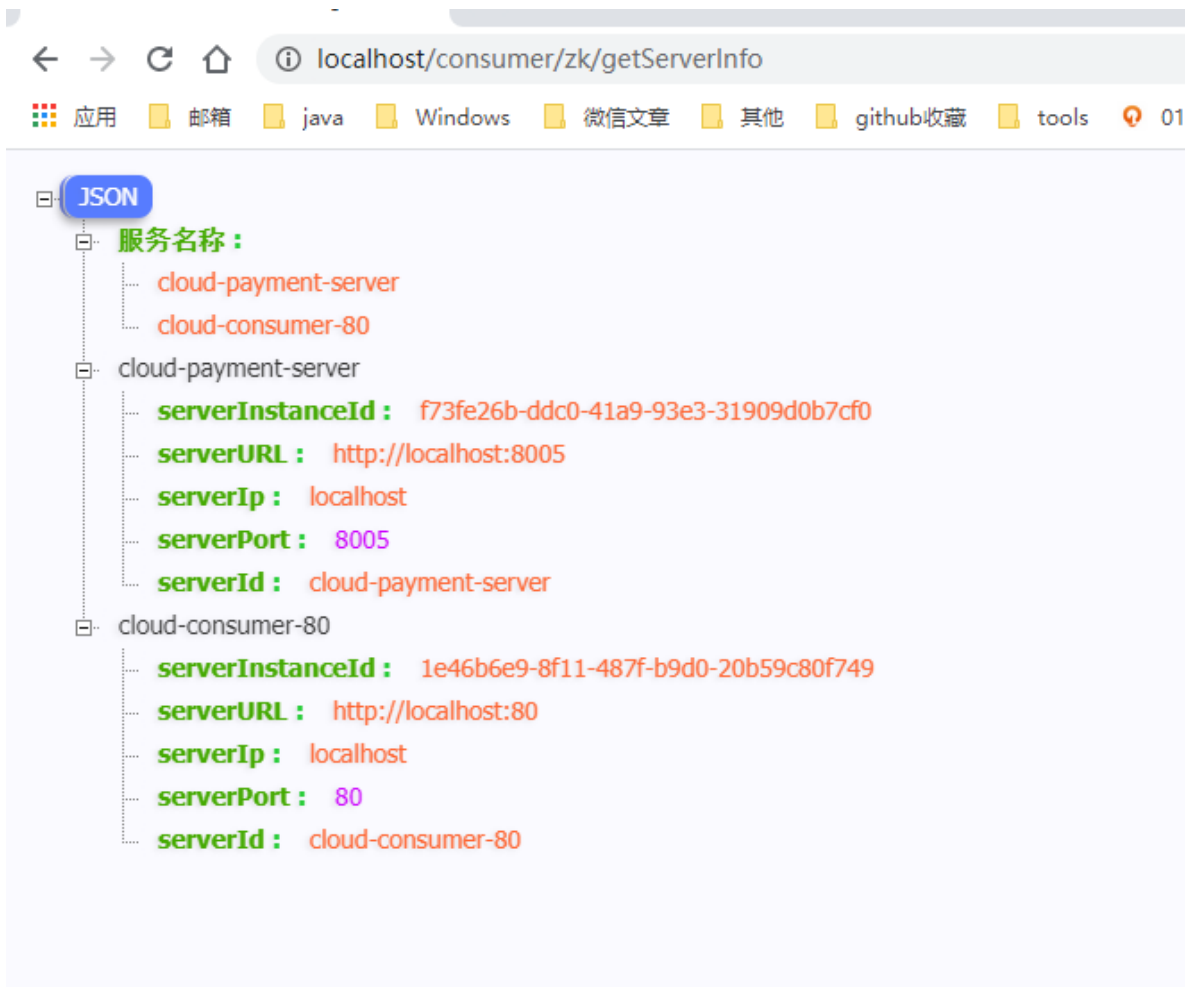 localhost/consumer/zk/getServerInfo
应用 邮箱 java Windows 微信文章 其他 github收藏 tools 01
JSON
服务名称：
cloud-payment-server
cloud-consumer-80
cloud-payment-server
serverInstanceId： f73fe26b-ddc0-41a9-93e3-31909d0b7cf0
serverURL： http://localhost:8005
serverIp： localhost
serverPort： 8005
serverId： cloud-payment-server
cloud-consumer-80
serverInstanceId： 1e46b6e9-8f11-487f-b9d0-20b59c80f749
serverURL： http://localhost:80
serverIp： localhost
serverPort： 80
serverId： cloud-consumer-80